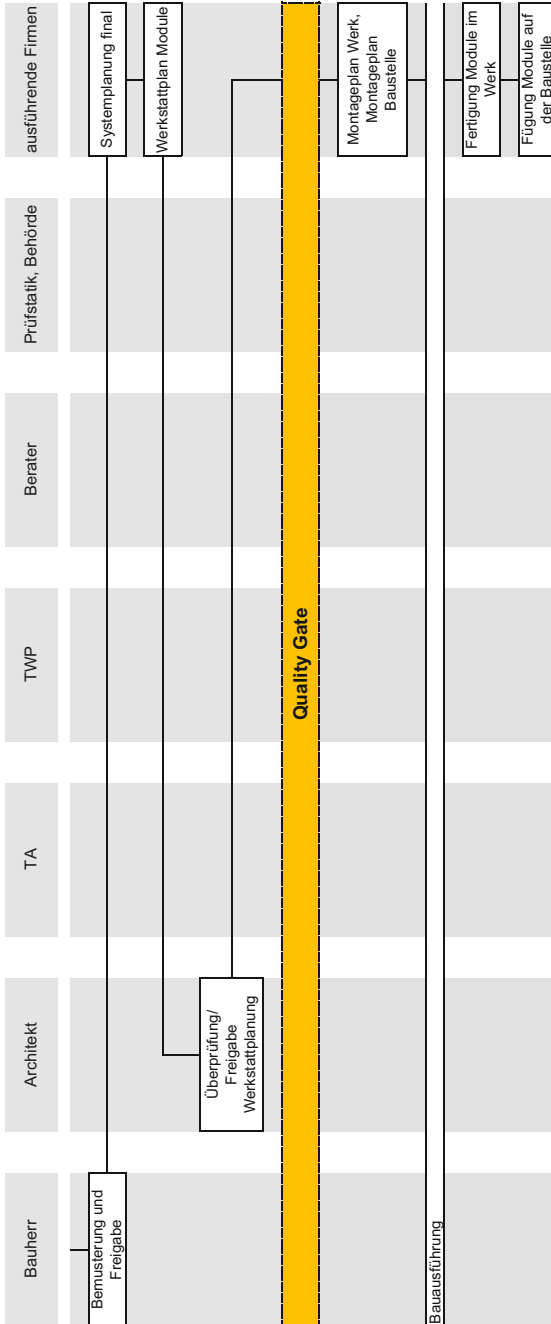 Bauherr
Architekt
TA
TWP
Berater
Prüfstatik, Behörde
ausführende Firmen
Bemusterung und
Freigabe
Systemplanung final
Werkstattplan Module
Überprüfung/
Freigabe
Werkstattplanung
Quality Gate
Montageplan Werk,
Montageplan
Baustelle
Bauausführung
Fertigung Module im
Werk
Fügung Module auf
der Baustelle